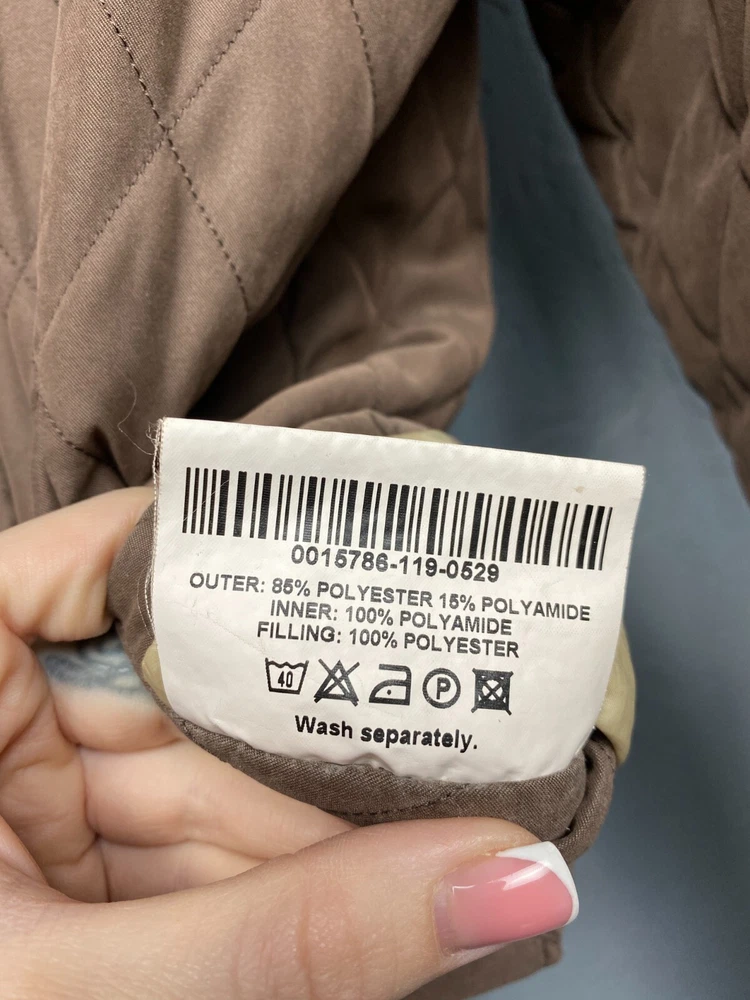 0015786-119-0529
OUTER: 85% POLYESTER 15% POLYAMIDE
INNER: 100% POLYAMIDE
FILLING: 100% POLYESTER
40 P
Wash separately.